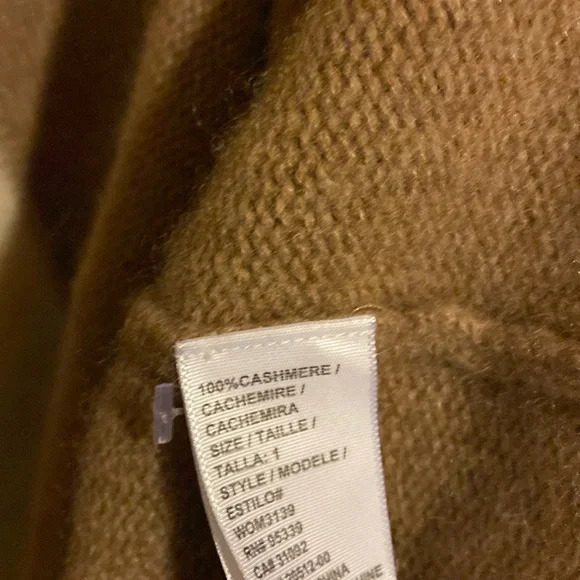 100%CASHMERE /
CACHEMIRE /
CACHEMIRA
SIZE / TAILLE /
TALLA: 1
STYLE / MODELE /
ESTILO#
WOM3139
RN# 95339
CA# 31092